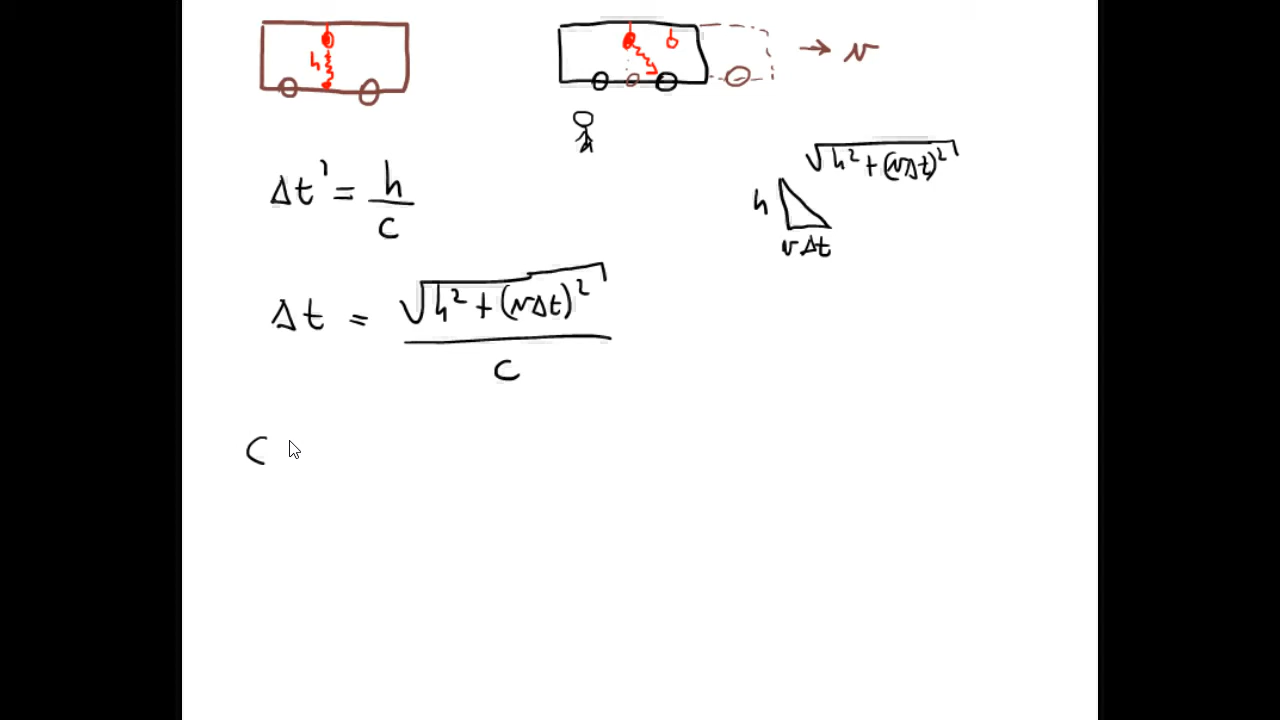 h
→ v
Δt' = h/c
√(h² + (vΔt)²)
h
vΔt
Δt = √(h² + (vΔt)²)/c
C